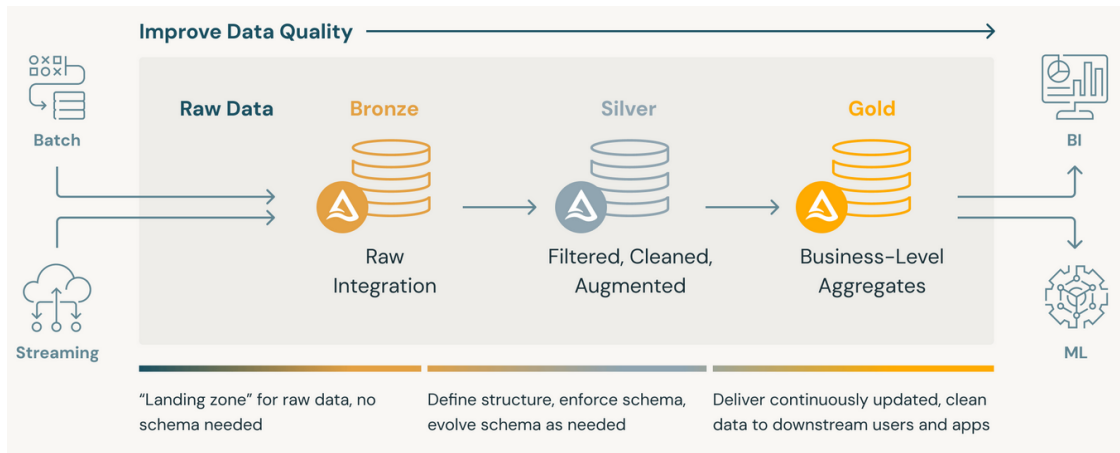 Improve Data Quality
Raw Data
Bronze
Silver
Gold
Batch
Streaming
Raw
Integration
Filtered, Cleaned,
Augmented
Business-Level
Aggregates
BI
ML
“Landing zone” for raw data, no
schema needed
Define structure, enforce schema,
evolve schema as needed
Deliver continuously updated, clean
data to downstream users and apps